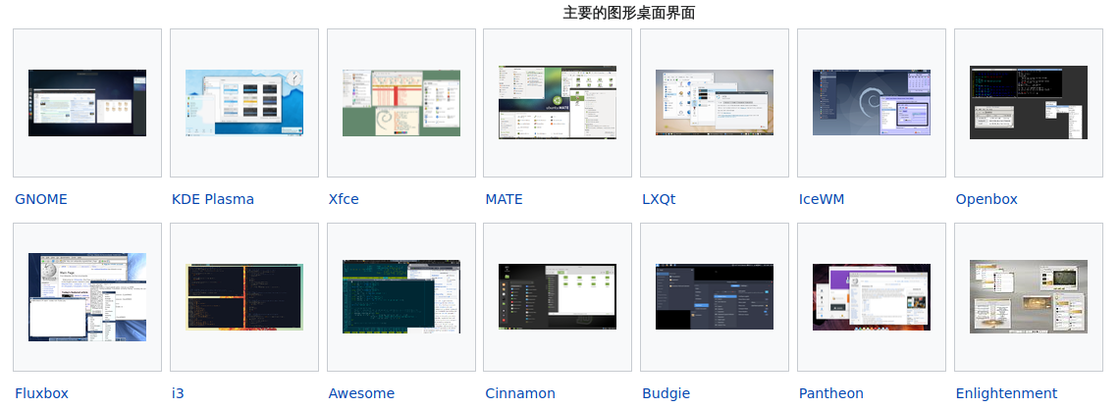 主要的图形桌面界面
GNOME
KDE Plasma
Xfce
MATE
LXQt
IceWM
Openbox
Fluxbox
i3
Awesome
Cinnamon
Budgie
Pantheon
Enlightenment